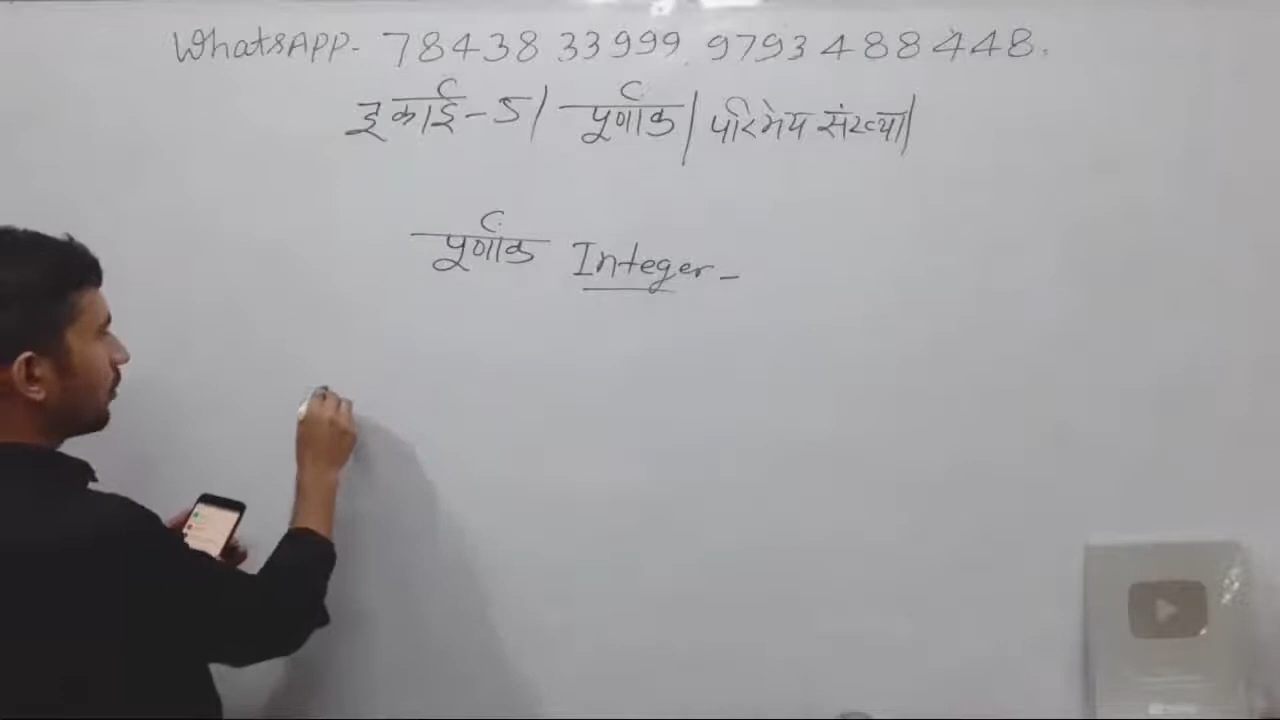 WhatsAPP- 78438 33999, 9793488448.
इकाई-5/ पूर्णांक/ परिमेय संख्या/
पूर्णांक Integer-